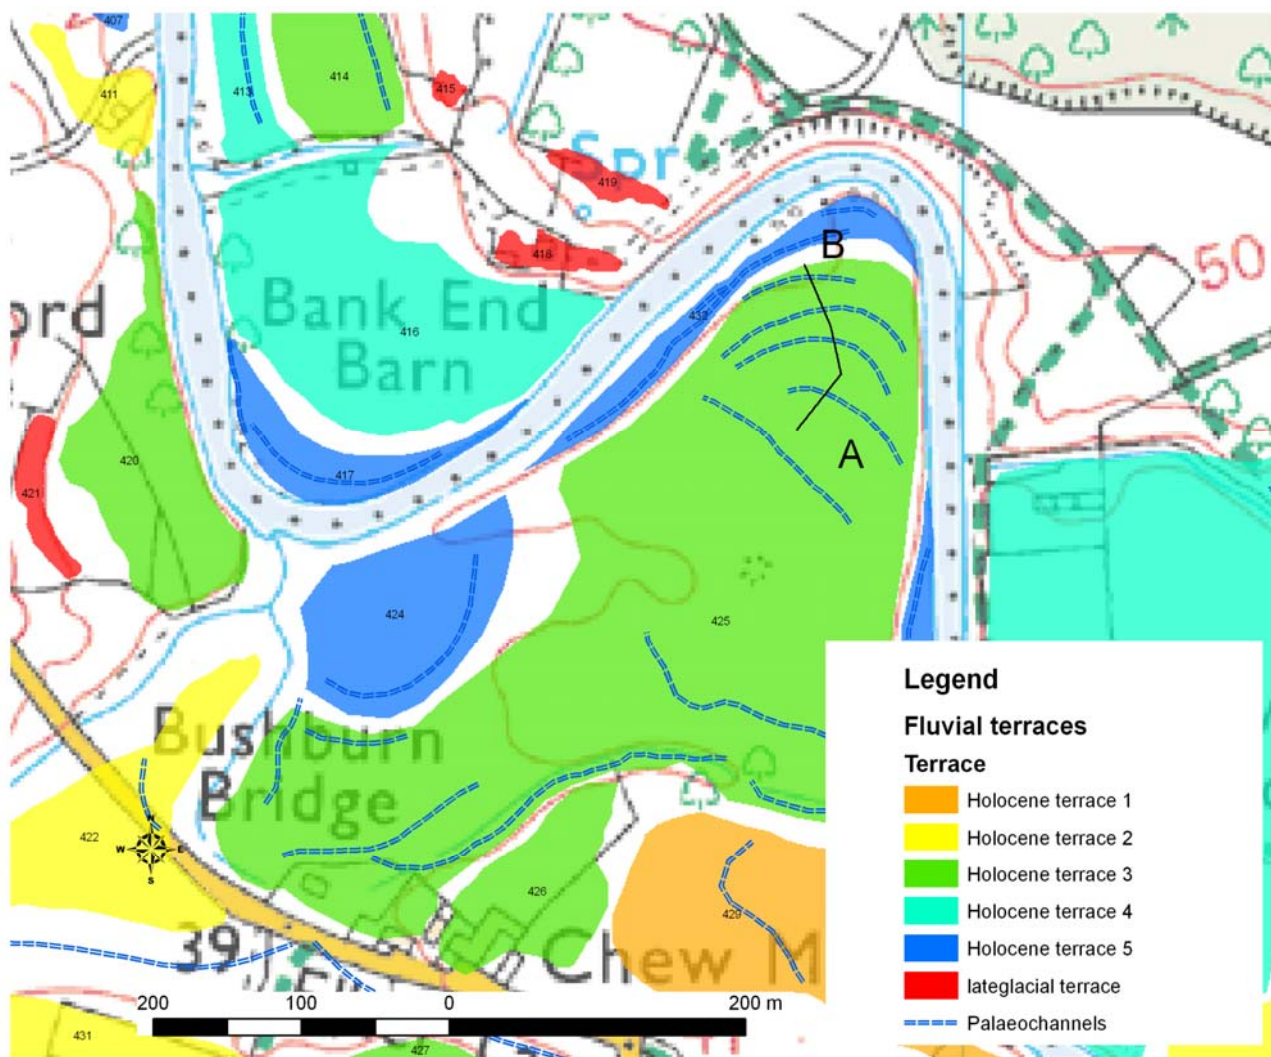 407
411
413
414
415
Spr
419
418
B
50
ord
Bank End
Barn
416
432
420
417
421
A
424
425
Bushburn
Bridge
422
N
W E
S
426
429
39
Chew M
431
427
200 100 0 200 m
Legend
Fluvial terraces
Terrace
Holocene terrace 1
Holocene terrace 2
Holocene terrace 3
Holocene terrace 4
Holocene terrace 5
lateglacial terrace
Palaeochannels